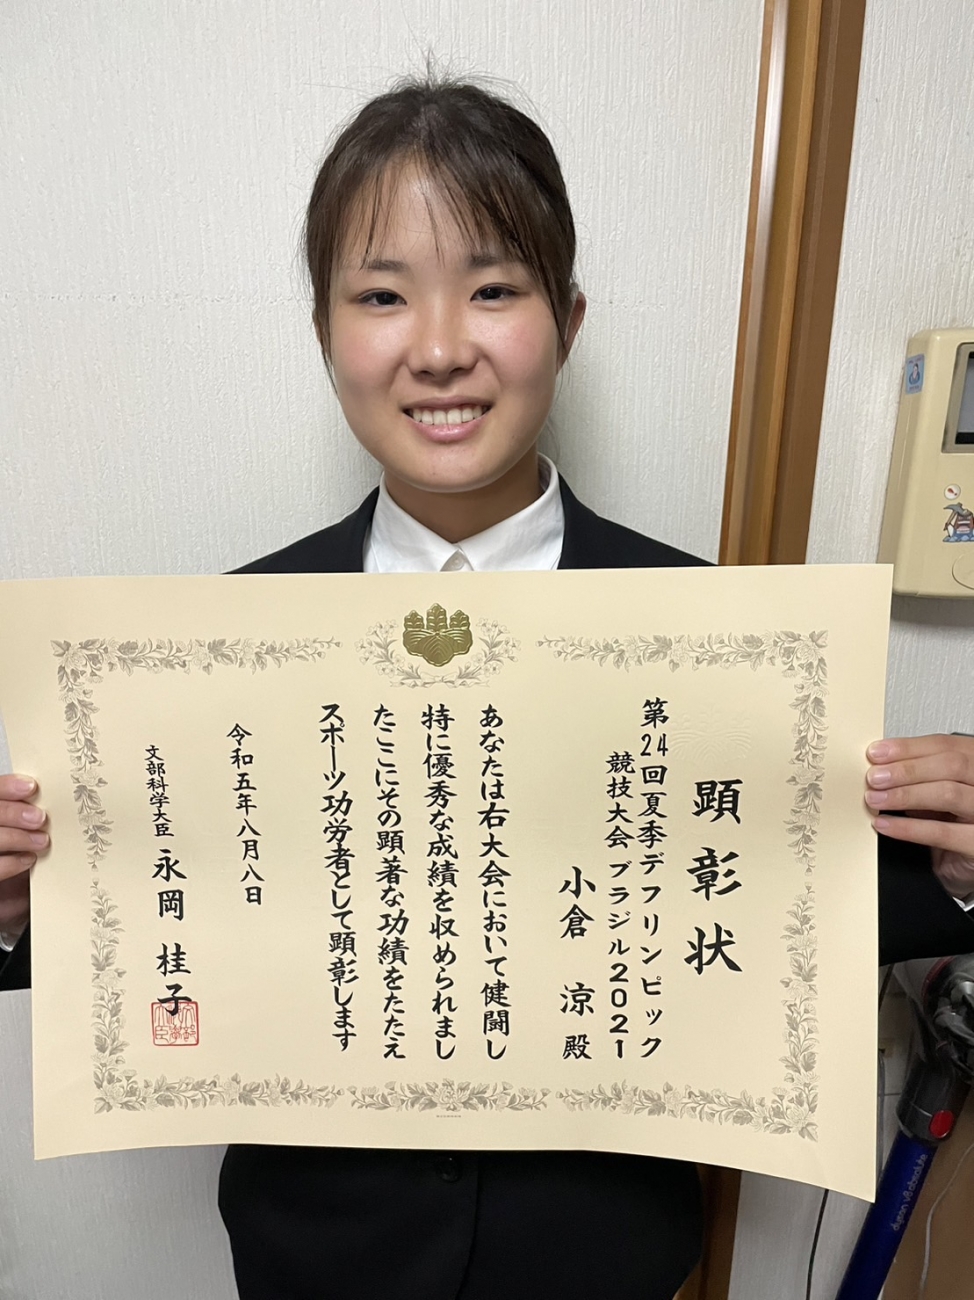 顕彰状
第24回夏季デフリンピック
競技大会ブラジル2021
小倉 涼 殿
あなたは右大会において健闘し
特に優秀な成績を収められまし
たここにその顕著な功績をたたえ
スポーツ功労者として顕彰します
令和五年八月八日
文部科学大臣 永岡 桂子
dyson v8 absolute